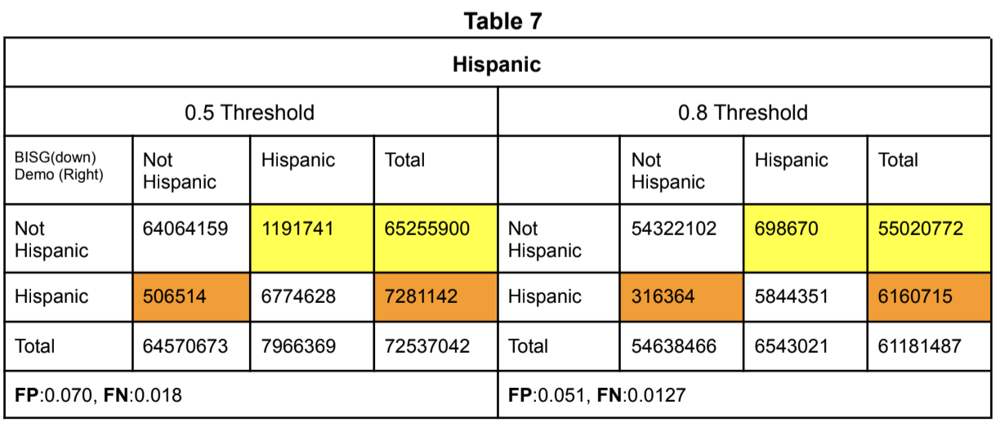 Table 7
Hispanic
0.5 Threshold 0.8 Threshold
BISG(down)
Demo (Right) Not
Hispanic Hispanic Total Not
Hispanic Hispanic Total
Not
Hispanic 64064159 1191741 65255900 Not
Hispanic 54322102 698670 55020772
Hispanic 506514 6774628 7281142 Hispanic 316364 5844351 6160715
Total 64570673 7966369 72537042 Total 54638466 6543021 61181487
FP:0.070, FN:0.018 FP:0.051, FN:0.0127